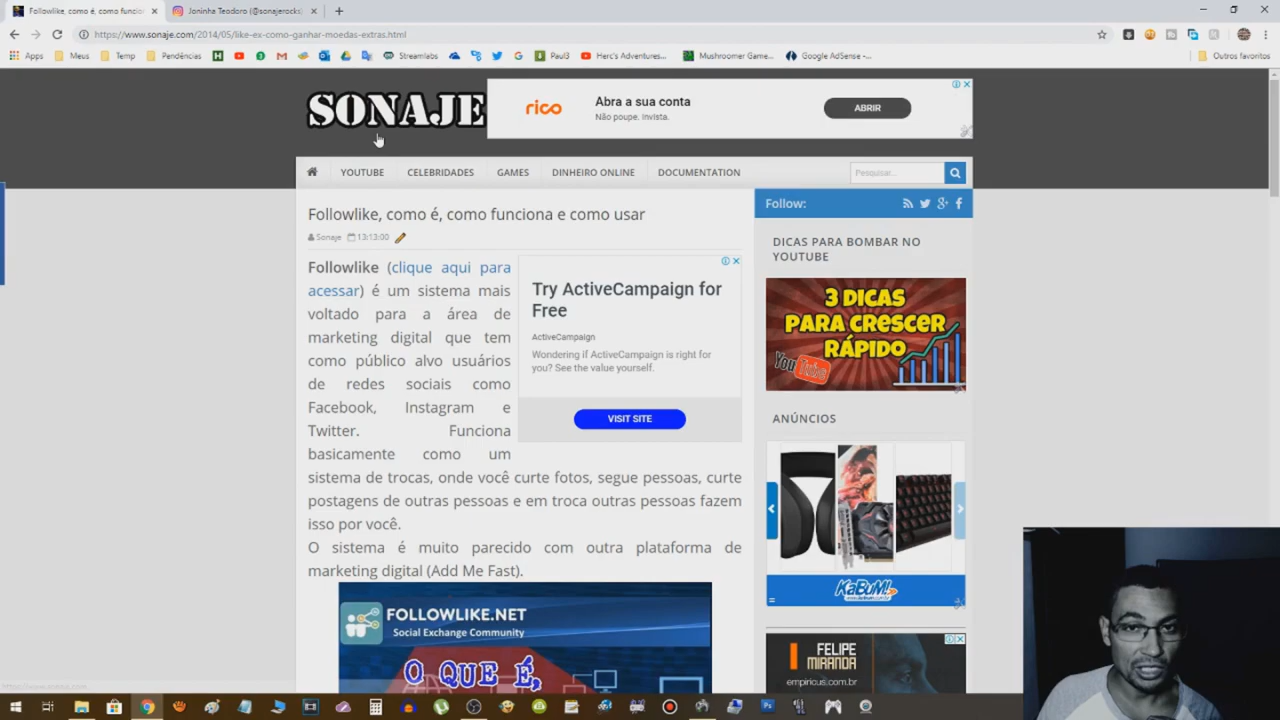 Followlike, como é, como funcio
Joninha Teodoro (@sonajerocks
https://www.sonaje.com/2014/05/like-ex-como-ganhar-moedas-extras.html
Apps Meus Temp Pendências Streamlabs Paul3 Herc's Adventures... Mushroomer Game... Google AdSense -... Outros favoritos
SONAJE
rico
Abra a sua conta
Não poupe. Invista.
ABRIR
YOUTUBE CELEBRIDADES GAMES DINHEIRO ONLINE DOCUMENTATION
Pesquisar...
Followlike, como é, como funciona e como usar
Sonaje 13:13:00
Followlike (clique aqui para
acessar) é um sistema mais
voltado para a área de
marketing digital que tem
como público alvo usuários
de redes sociais como
Facebook, Instagram e
Twitter. Funciona
basicamente como um
sistema de trocas, onde você curte fotos, segue pessoas, curte
postagens de outras pessoas e em troca outras pessoas fazem
isso por você.
O sistema é muito parecido com outra plataforma de
marketing digital (Add Me Fast).
Try ActiveCampaign for
Free
ActiveCampaign
Wondering if ActiveCampaign is right for
you? See the value yourself.
VISIT SITE
FOLLOWLIKE.NET
Social Exchange Community
O QUE É,
Follow:
DICAS PARA BOMBAR NO
YOUTUBE
3 DICAS
PARA CRESCER
RÁPIDO
YouTube
ANÚNCIOS
KaBuM!
FELIPE
MIRANDA
empiricus.com.br